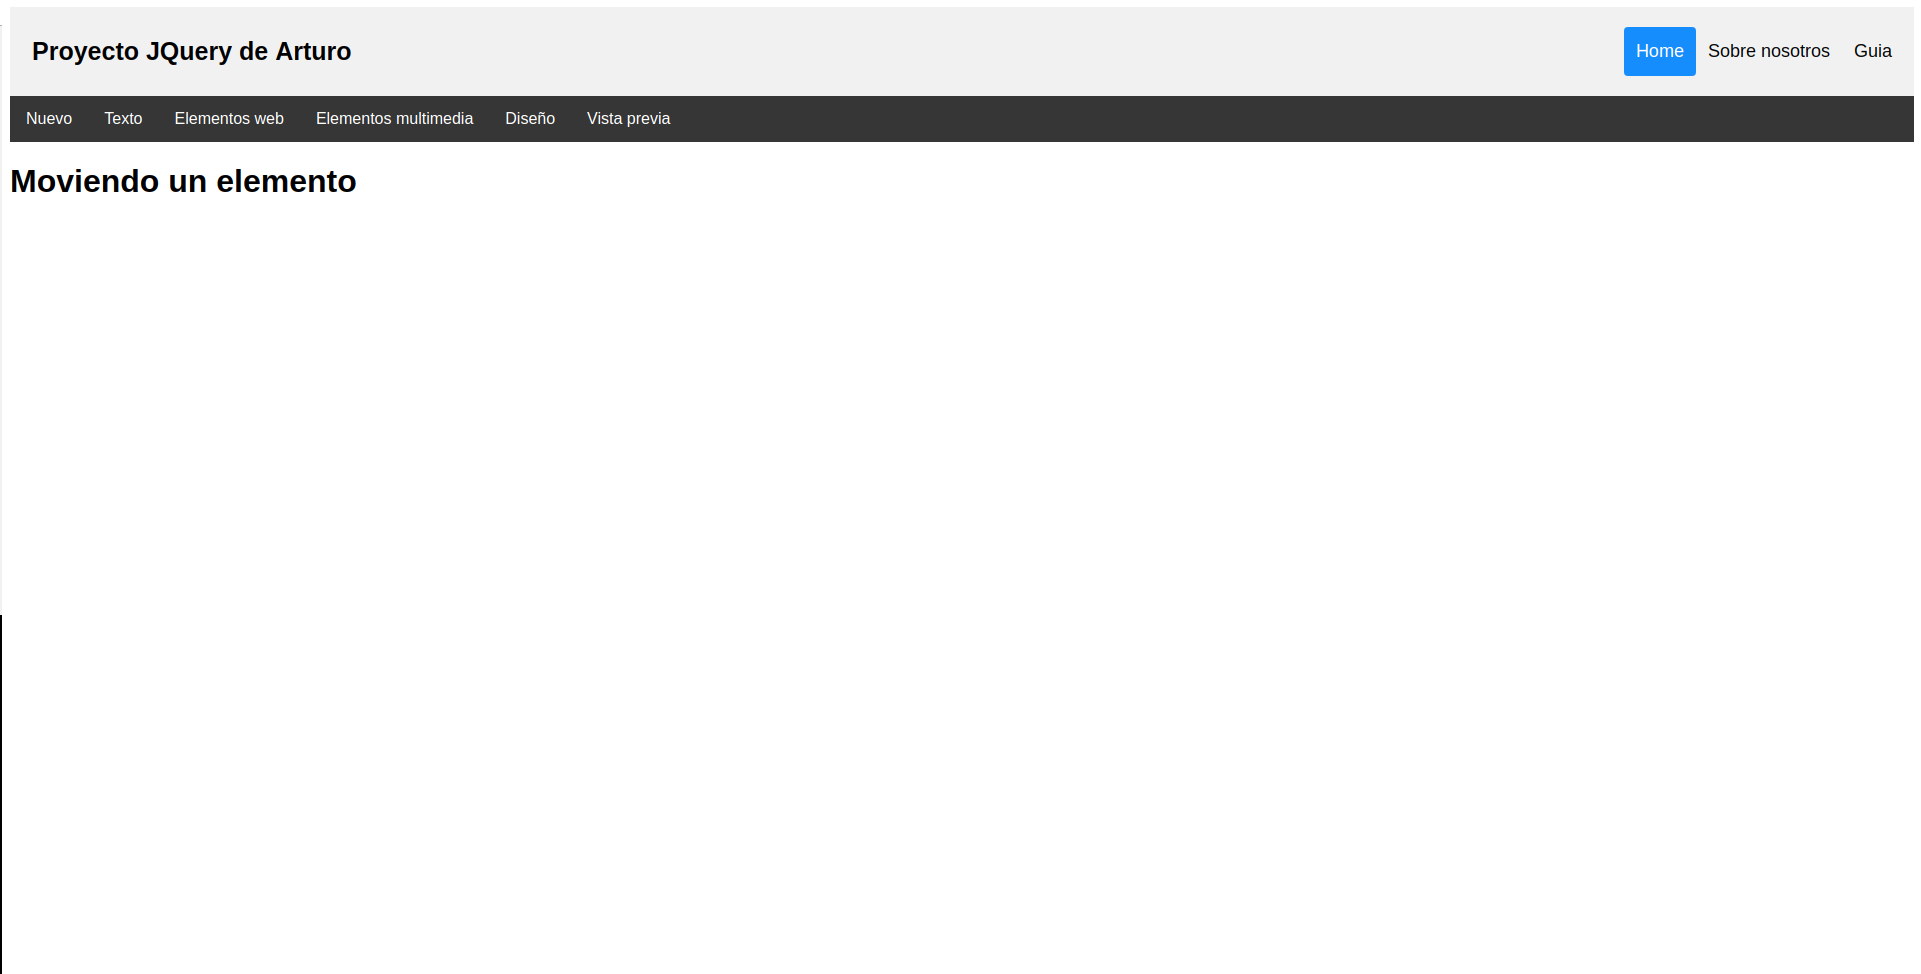 Proyecto JQuery de Arturo
Home Sobre nosotros Guia
Nuevo Texto Elementos web Elementos multimedia Diseño Vista previa
Moviendo un elemento